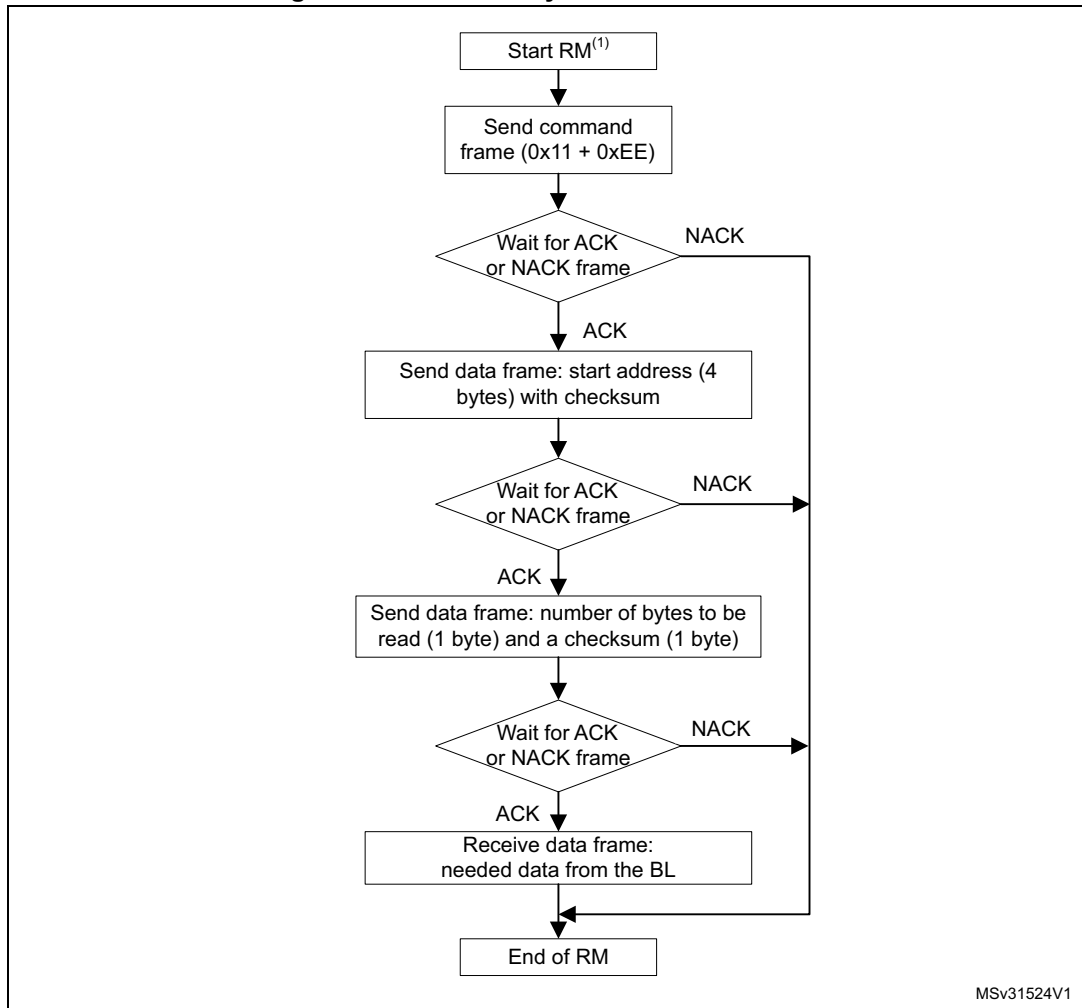 Start RM(1)
Send command
frame (0x11 + 0xEE)
Wait for ACK
or NACK frame
NACK
ACK
Send data frame: start address (4
bytes) with checksum
Wait for ACK
or NACK frame
NACK
ACK
Send data frame: number of bytes to be
read (1 byte) and a checksum (1 byte)
Wait for ACK
or NACK frame
NACK
ACK
Receive data frame:
needed data from the BL
End of RM
MSv31524V1